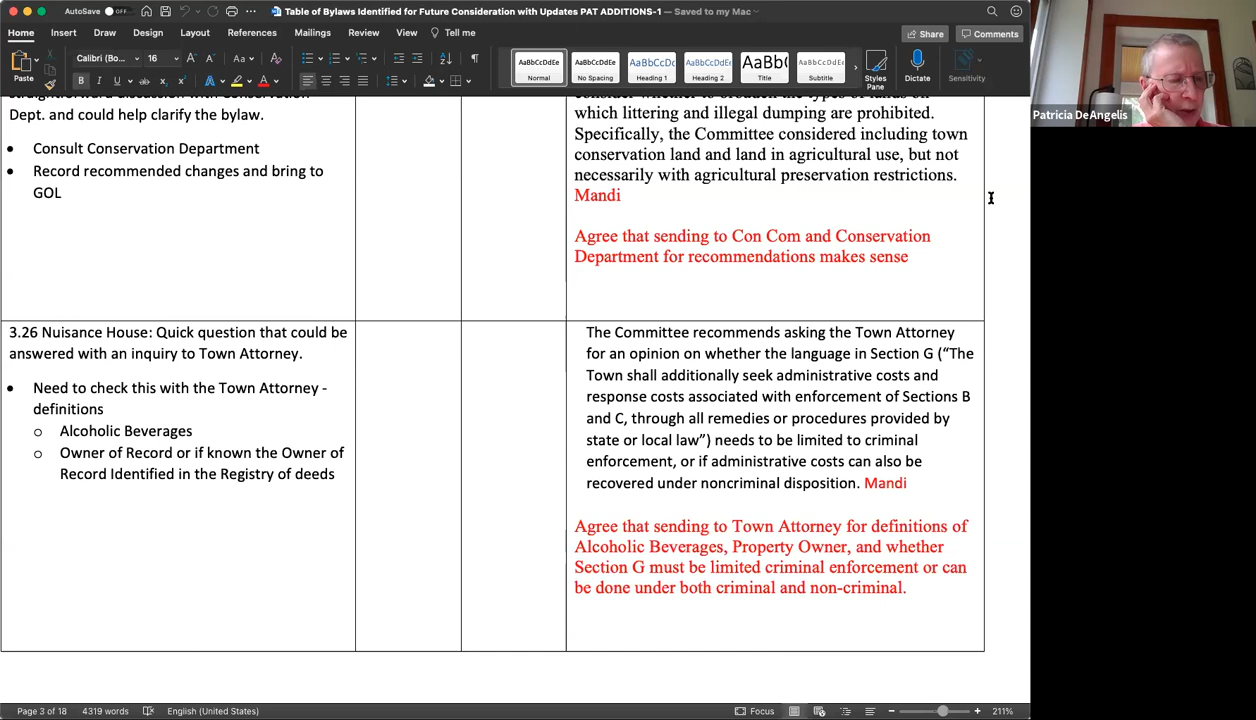 AutoSave OFF
Table of Bylaws Identified for Future Consideration with Updates PAT ADDITIONS-1 — Saved to my Mac
Home Insert Draw Design Layout References Mailings Review View Tell me
Share Comments
Calibri (Bo... 16
Paste
AaBbCcDdEe Normal
AaBbCcDdEe No Spacing
AaBbCcDc Heading 1
AaBbCcDdEe Heading 2
AaBb( Title
AaBbCcDdEe Subtitle
Styles Pane
Dictate
Sensitivity
Patricia DeAngelis
Dept. and could help clarify the bylaw.
• Consult Conservation Department
• Record recommended changes and bring to
GOL
which littering and illegal dumping are prohibited.
Specifically, the Committee considered including town
conservation land and land in agricultural use, but not
necessarily with agricultural preservation restrictions.
Mandi
Agree that sending to Con Com and Conservation
Department for recommendations makes sense
3.26 Nuisance House: Quick question that could be
answered with an inquiry to Town Attorney.
• Need to check this with the Town Attorney -
definitions
o Alcoholic Beverages
o Owner of Record or if known the Owner of
Record Identified in the Registry of deeds
The Committee recommends asking the Town Attorney
for an opinion on whether the language in Section G (“The
Town shall additionally seek administrative costs and
response costs associated with enforcement of Sections B
and C, through all remedies or procedures provided by
state or local law”) needs to be limited to criminal
enforcement, or if administrative costs can also be
recovered under noncriminal disposition. Mandi
Agree that sending to Town Attorney for definitions of
Alcoholic Beverages, Property Owner, and whether
Section G must be limited criminal enforcement or can
be done under both criminal and non-criminal.
Page 3 of 18 4319 words English (United States) Focus 211%